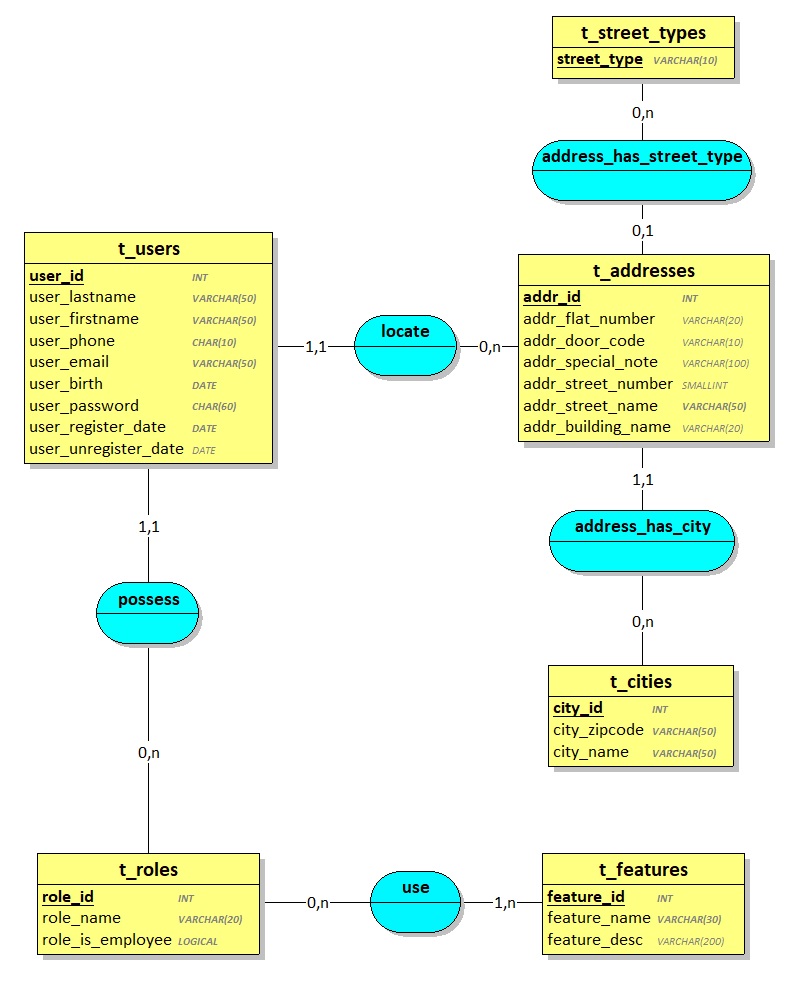 t_street_types
street_type VARCHAR(10)
0,n
address_has_street_type
0,1
t_users
user_id INT
user_lastname VARCHAR(50)
user_firstname VARCHAR(50)
user_phone CHAR(10)
user_email VARCHAR(50)
user_birth DATE
user_password CHAR(60)
user_register_date DATE
user_unregister_date DATE
1,1
locate
0,n
t_addresses
addr_id INT
addr_flat_number VARCHAR(20)
addr_door_code VARCHAR(10)
addr_special_note VARCHAR(100)
addr_street_number SMALLINT
addr_street_name VARCHAR(50)
addr_building_name VARCHAR(20)
1,1
address_has_city
0,n
t_cities
city_id INT
city_zipcode VARCHAR(50)
city_name VARCHAR(50)
1,1
possess
0,n
t_roles
role_id INT
role_name VARCHAR(20)
role_is_employee LOGICAL
0,n
use
1,n
t_features
feature_id INT
feature_name VARCHAR(30)
feature_desc VARCHAR(200)